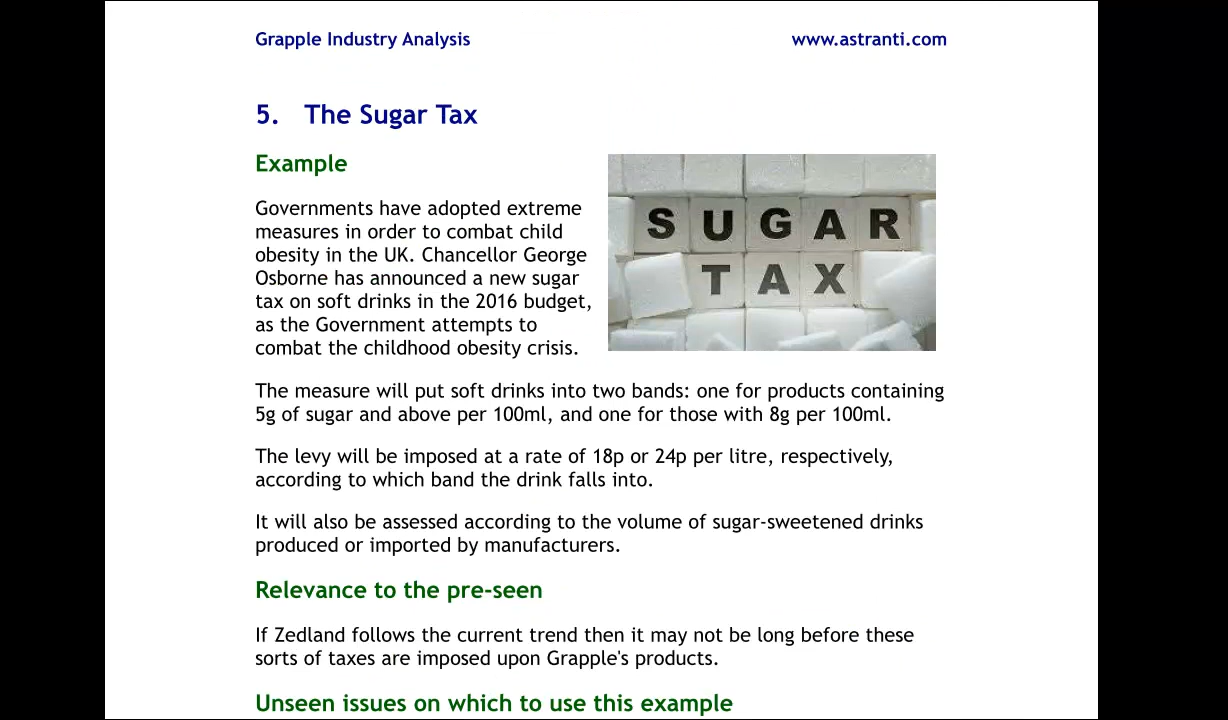 Grapple Industry Analysis www.astranti.com
5. The Sugar Tax
Example
Governments have adopted extreme
measures in order to combat child
obesity in the UK. Chancellor George
Osborne has announced a new sugar
tax on soft drinks in the 2016 budget,
as the Government attempts to
combat the childhood obesity crisis.
SUGAR
TAX
The measure will put soft drinks into two bands: one for products containing
5g of sugar and above per 100ml, and one for those with 8g per 100ml.
The levy will be imposed at a rate of 18p or 24p per litre, respectively,
according to which band the drink falls into.
It will also be assessed according to the volume of sugar-sweetened drinks
produced or imported by manufacturers.
Relevance to the pre-seen
If Zedland follows the current trend then it may not be long before these
sorts of taxes are imposed upon Grapple's products.
Unseen issues on which to use this example